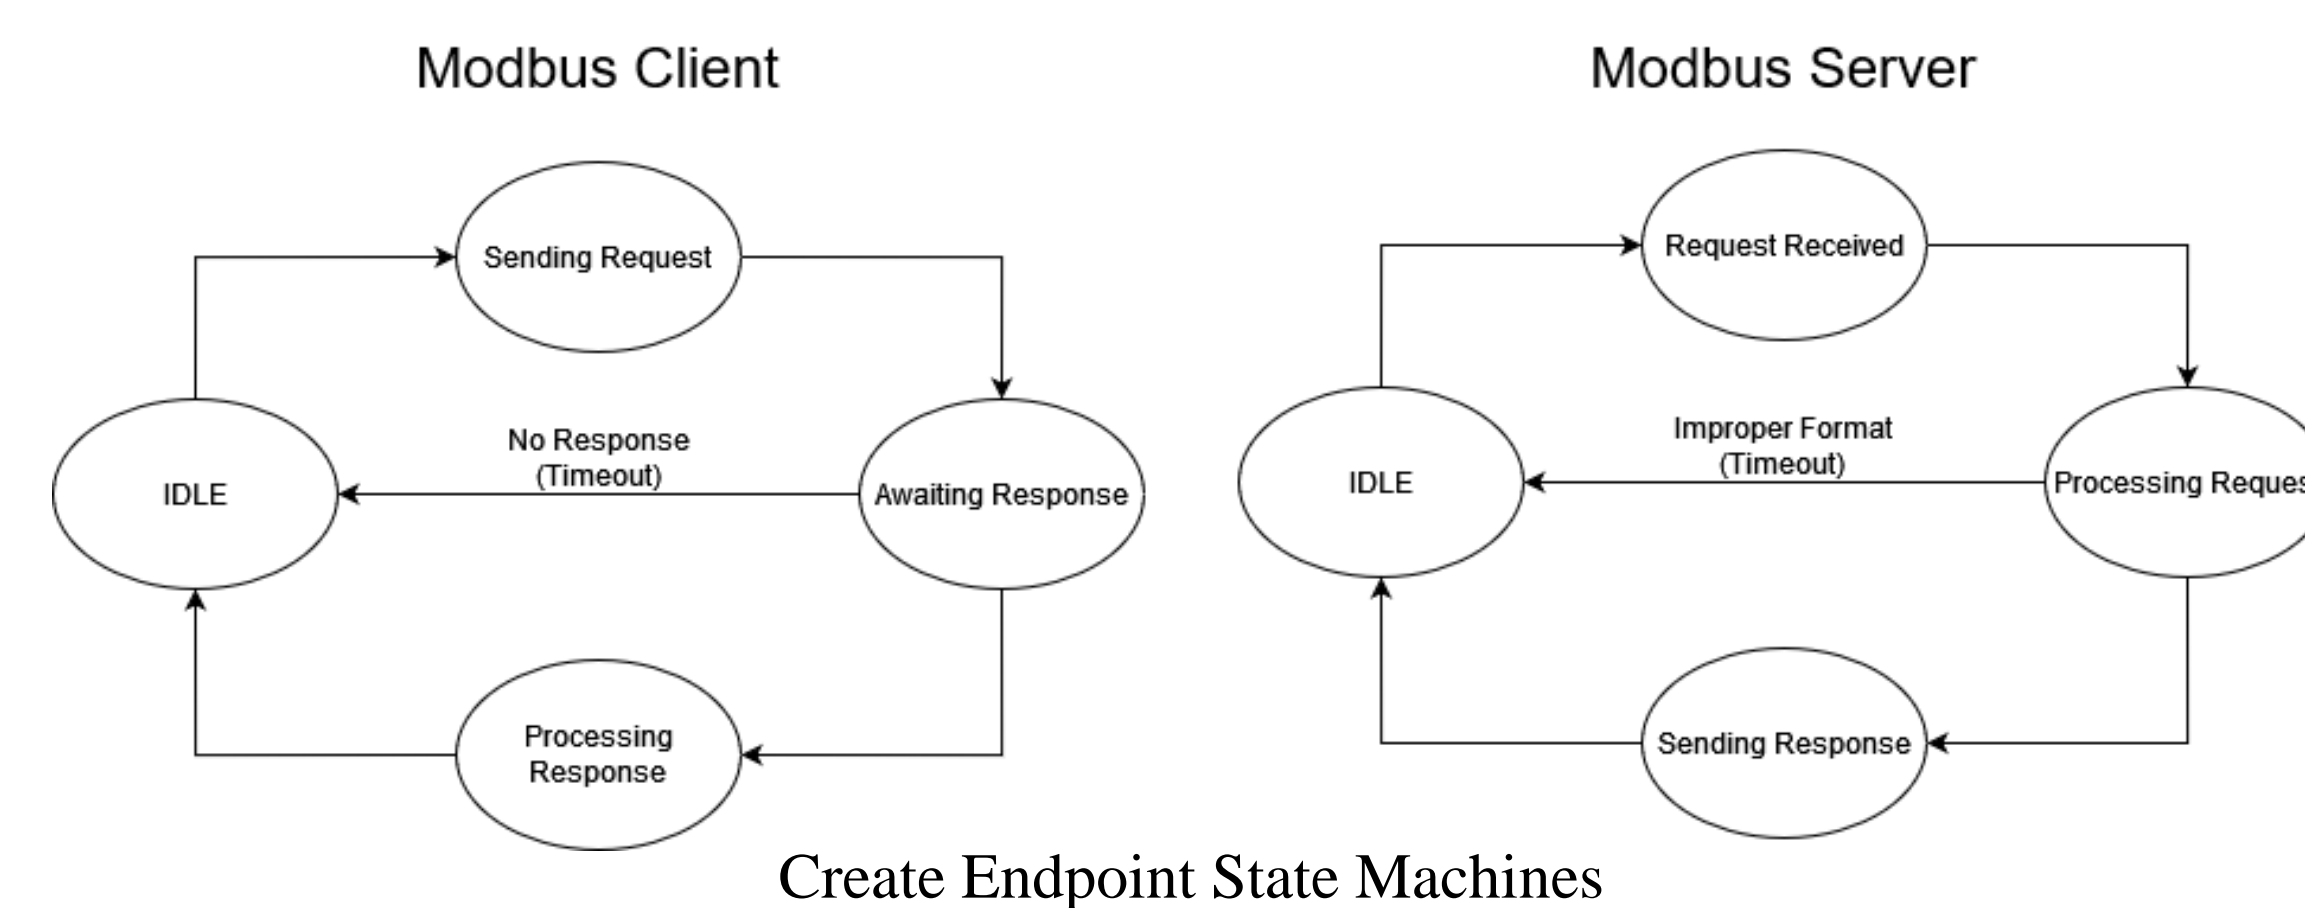 Modbus Client
Sending Request
No Response
(Timeout)
IDLE
Awaiting Response
Processing
Response
Modbus Server
Request Received
Improper Format
(Timeout)
IDLE
Processing Reques
Sending Response
Create Endpoint State Machines